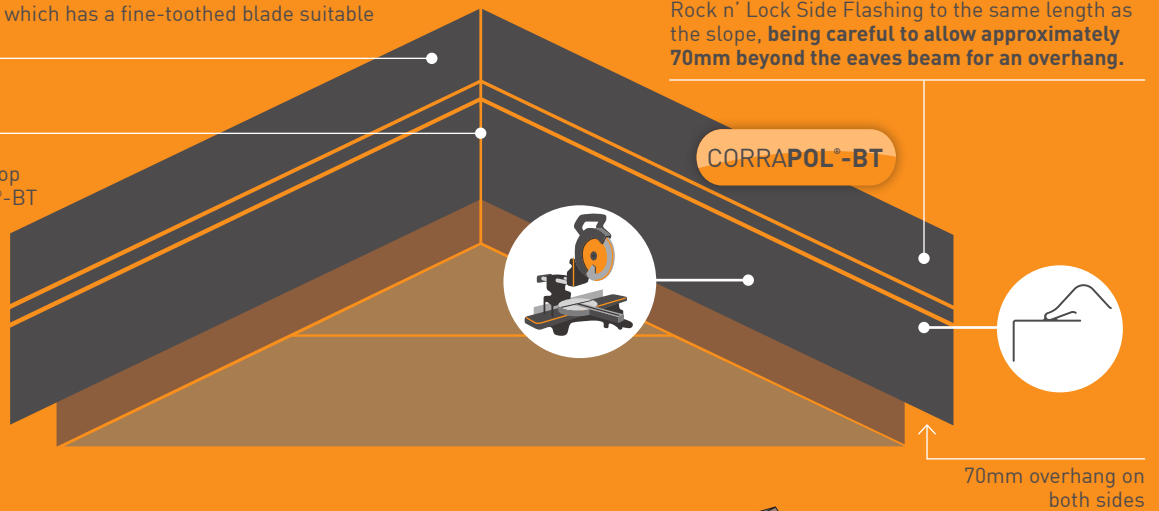 which has a fine-toothed blade suitable
Rock n' Lock Side Flashing to the same length as
the slope, being careful to allow approximately
70mm beyond the eaves beam for an overhang.
CORRAPOL®-BT
®-BT
70mm overhang on
both sides